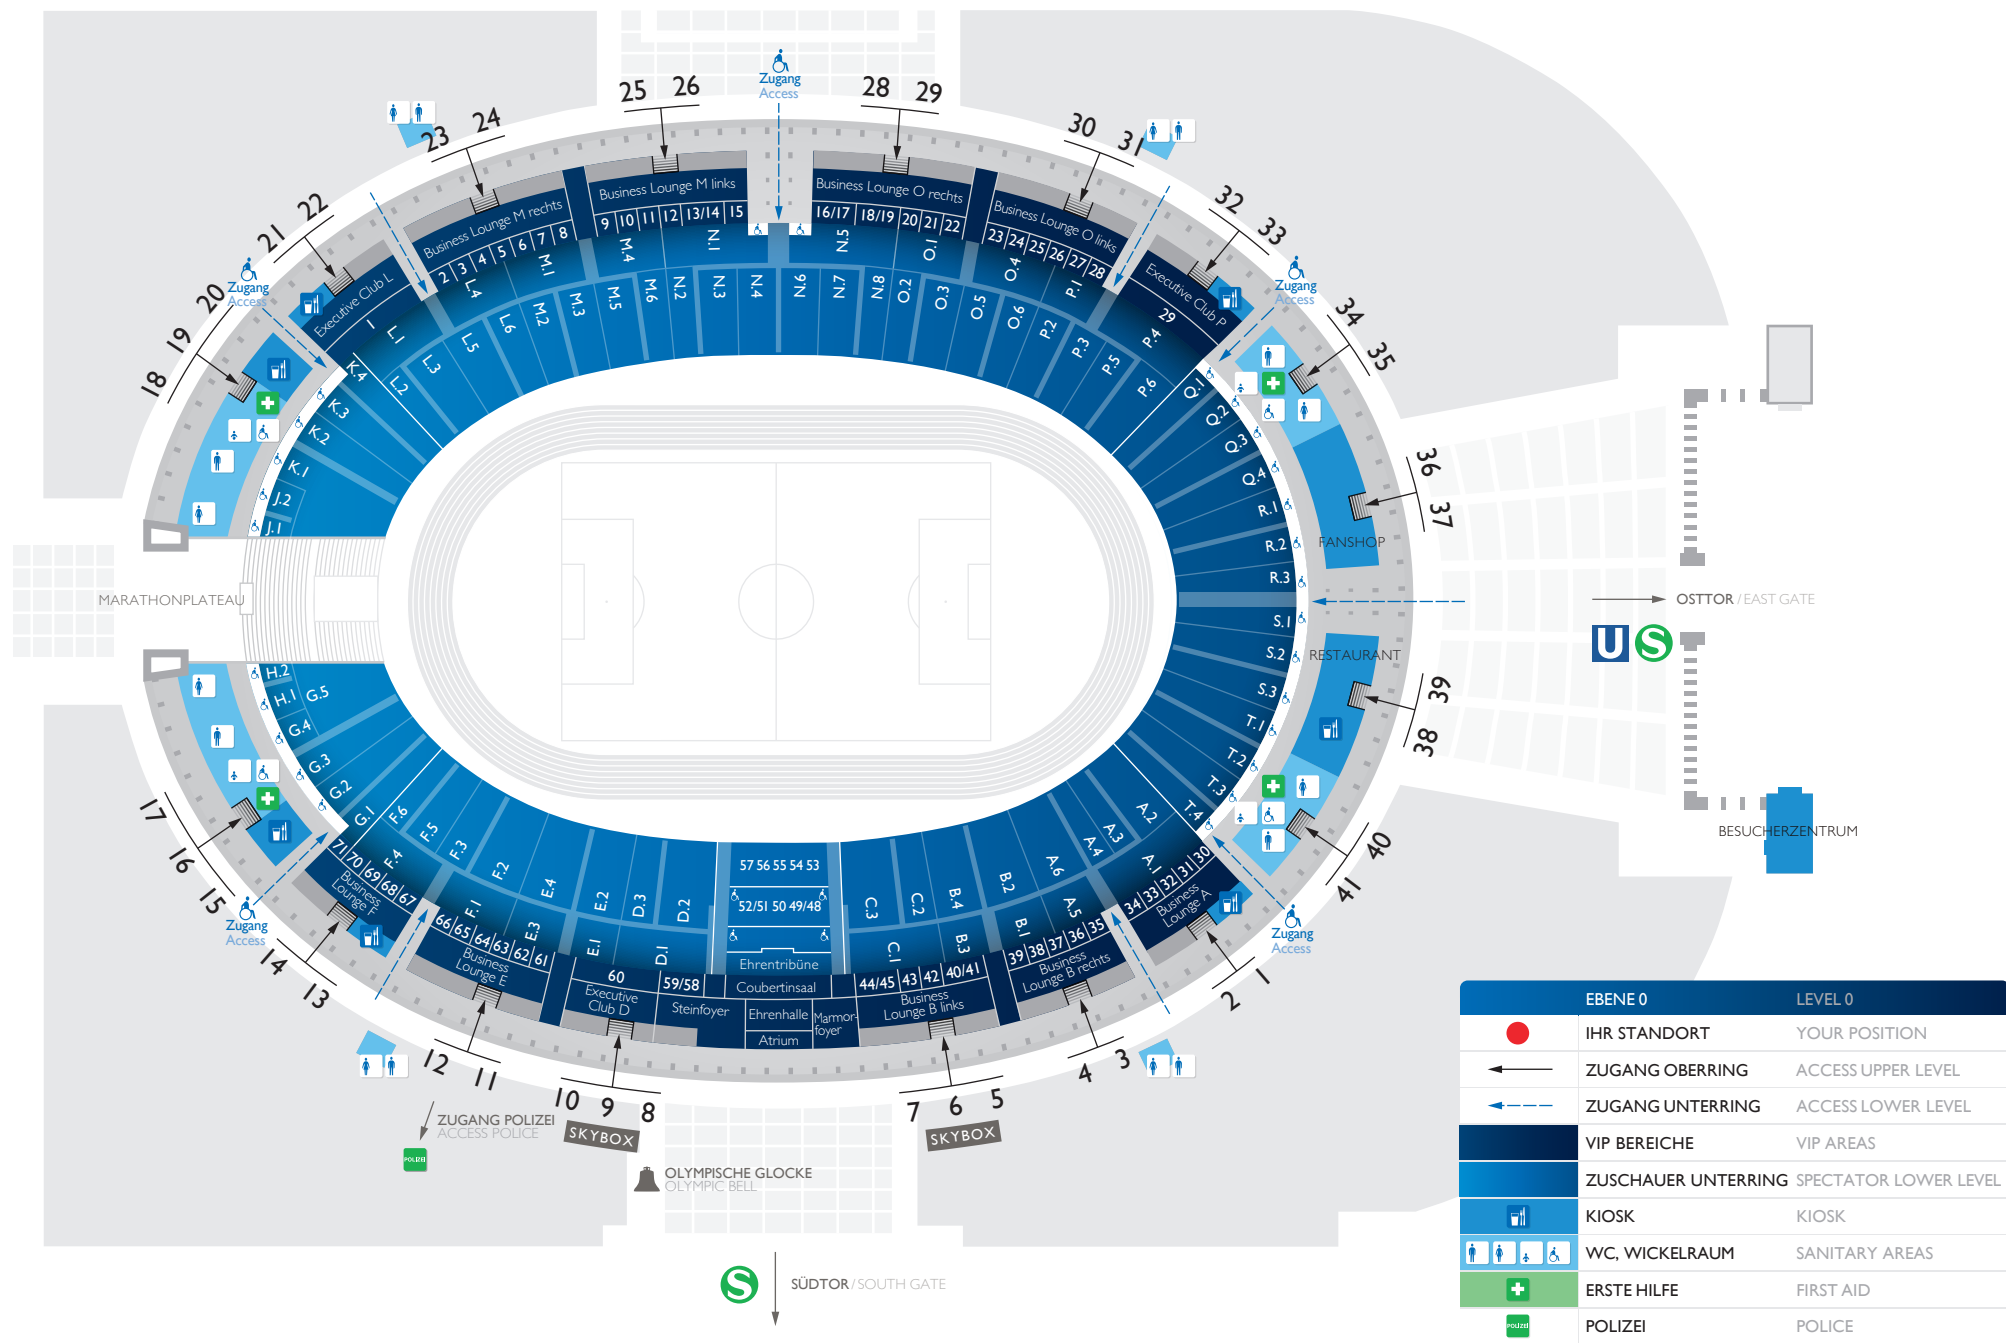 25
26
Zugang
Access
28
29
23
24
30
31
22
21
32
33
20
Zugang
Access
19
18
Zugang
Access
34
35
36
37
Business Lounge M rechts
Business Lounge M links
Business Lounge O rechts
Business Lounge O links
Executive Club L
Executive Club P
1
2 3 4 5 6 7 8
9 10 11 12 13/14 15
16/17 18/19 20 21 22
23 24 25 26 27 28
29
L.1
L.4
M.1
M.4
N.1
N.5
O.1
O.4
P.1
P.4
K.4
L.2
L.3
L.5
L.6
M.2
M.3
M.5
M.6
N.2
N.3
N.4
N.6
N.7
N.8
O.2
O.3
O.5
O.6
P.2
P.3
P.5
P.6
K.3
K.2
K.1
J.2
J.1
Q.1
Q.2
Q.3
Q.4
R.1
R.2
R.3
S.1
S.2
S.3
T.1
T.2
T.3
T.4
FANSHOP
RESTAURANT
MARATHONPLATEAU
OSTTOR / EAST GATE
U S
BESUCHERZENTRUM
H.2
H.1
G.5
G.4
G.3
G.2
G.1
F.6
F.5
F.3
F.2
E.4
E.2
D.3
D.2
F.4
F.1
E.3
E.1
D.1
57 56 55 54 53
52/51 50 49/48
Ehrentribüne
Coubertinsaal
Ehrenhalle
Atrium
Marmor-
foyer
Steinfoyer
C.3
C.2
B.4
B.2
A.6
A.4
A.3
A.2
C.1
B.3
B.1
A.5
A.1
71 70 69 68 67
Business
Lounge F
66 65 64 63 62 61
Business
Lounge E
60
Executive
Club D
59/58
44/45 43 42 40/41
Business
Lounge B links
39 38 37 36 35
Business
Lounge B rechts
34 33 32 31 30
Business
Lounge A
17
16
15
Zugang
Access
14
13
12
11
10
9
8
7
6
5
4
3
2
1
Zugang
Access
41
40
38
39
SKYBOX
SKYBOX
ZUGANG POLIZEI
ACCESS POLICE
POLIZEI
OLYMPISCHE GLOCKE
OLYMPIC BELL
S
SÜDTOR / SOUTH GATE
EBENE 0 LEVEL 0
IHR STANDORT YOUR POSITION
ZUGANG OBERRING ACCESS UPPER LEVEL
ZUGANG UNTERRING ACCESS LOWER LEVEL
VIP BEREICHE VIP AREAS
ZUSCHAUER UNTERRING SPECTATOR LOWER LEVEL
KIOSK KIOSK
WC, WICKELRAUM SANITARY AREAS
ERSTE HILFE FIRST AID
POLIZEI POLIZEI POLICE